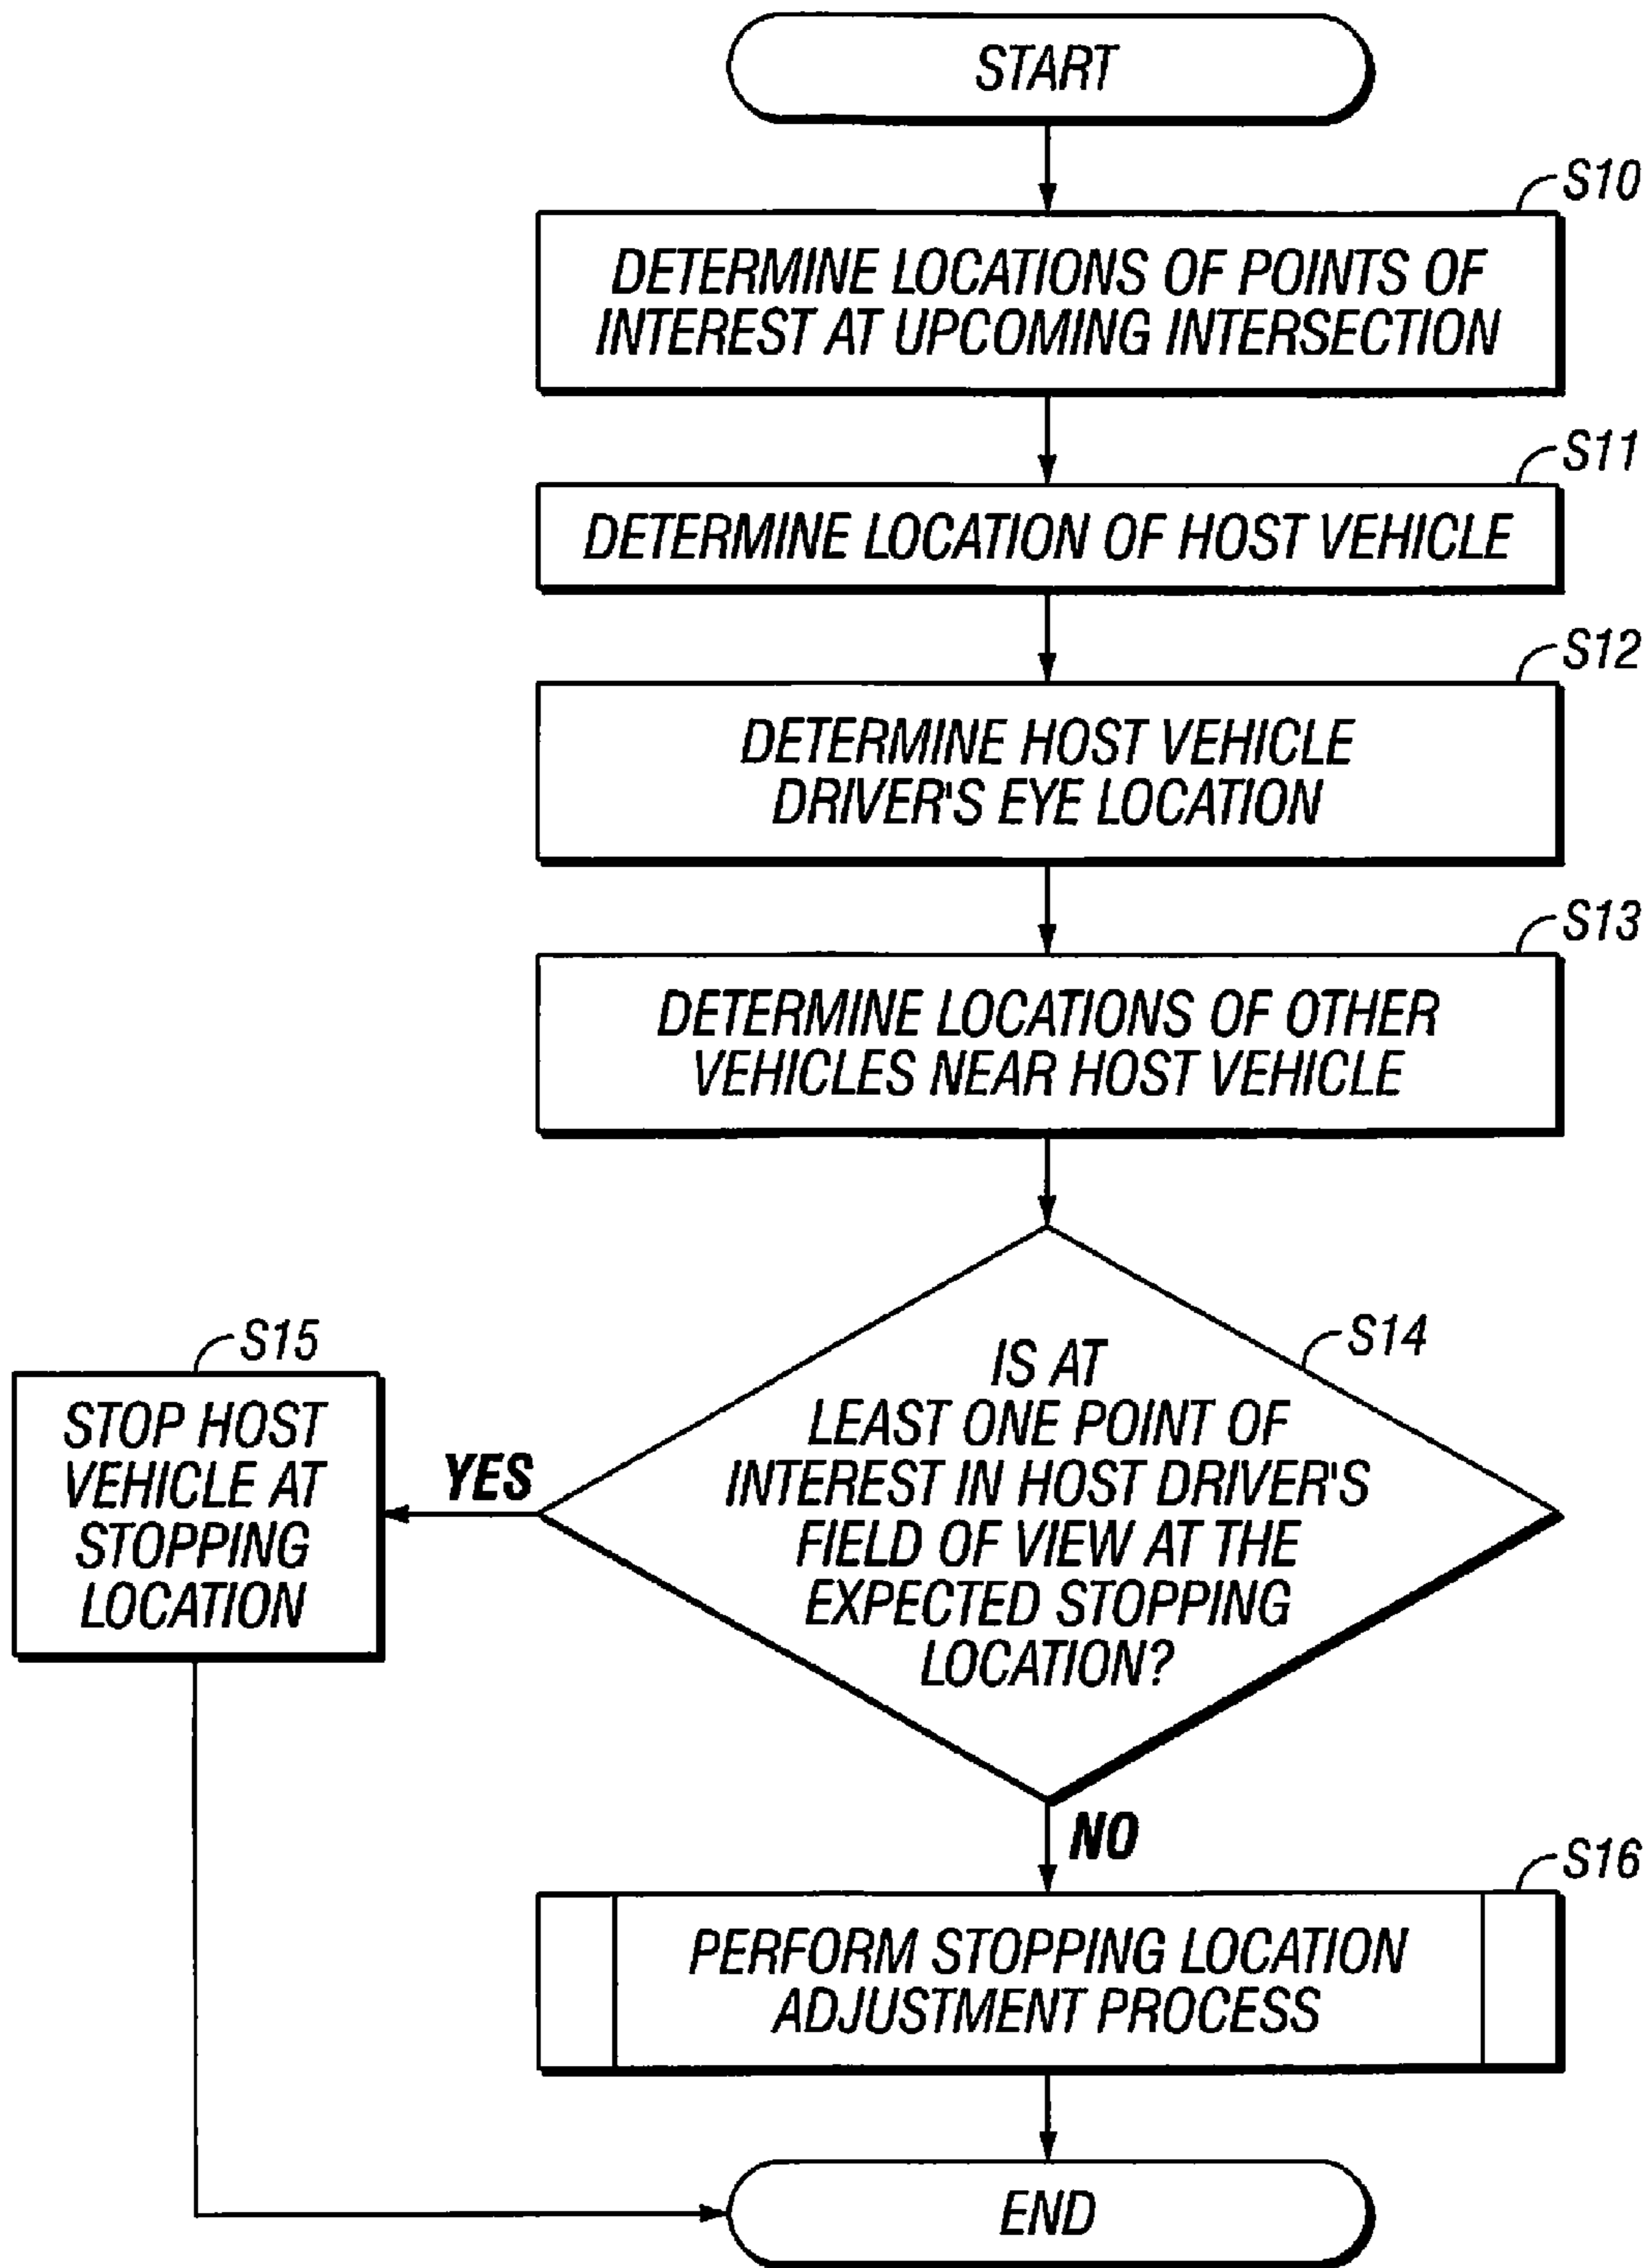 START
S10
DETERMINE LOCATIONS OF POINTS OF
INTEREST AT UPCOMING INTERSECTION
S11
DETERMINE LOCATION OF HOST VEHICLE
S12
DETERMINE HOST VEHICLE
DRIVER'S EYE LOCATION
S13
DETERMINE LOCATIONS OF OTHER
VEHICLES NEAR HOST VEHICLE
S14
IS AT
LEAST ONE POINT OF
INTEREST IN HOST DRIVER'S
FIELD OF VIEW AT THE
EXPECTED STOPPING
LOCATION?
YES
S15
STOP HOST
VEHICLE AT
STOPPING
LOCATION
NO
S16
PERFORM STOPPING LOCATION
ADJUSTMENT PROCESS
END